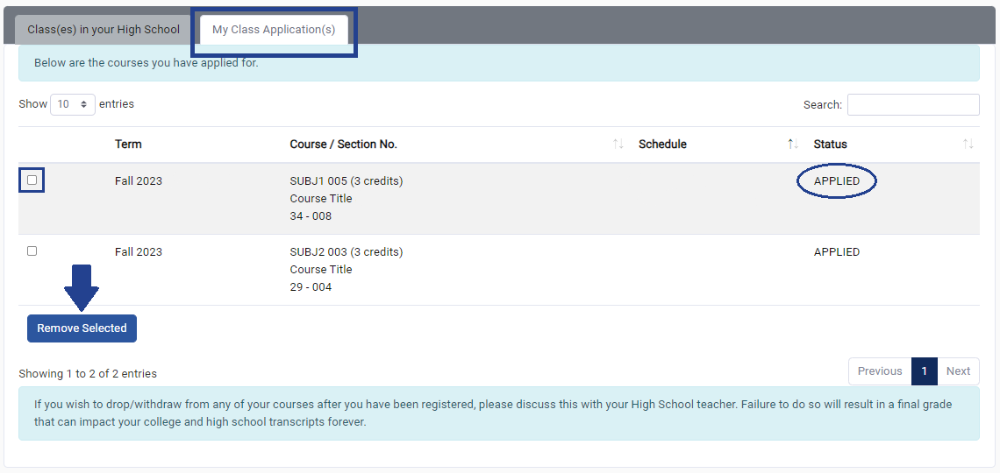 Class(es) in your High School My Class Application(s)
Below are the courses you have applied for.
Show 10 entries Search:
Term Course / Section No. Schedule Status
Fall 2023 SUBJ1 005 (3 credits) APPLIED
Course Title
34 - 008
Fall 2023 SUBJ2 003 (3 credits) APPLIED
Course Title
29 - 004
Remove Selected
Showing 1 to 2 of 2 entries Previous 1 Next
If you wish to drop/withdraw from any of your courses after you have been registered, please discuss this with your High School teacher. Failure to do so will result in a final grade
that can impact your college and high school transcripts forever.